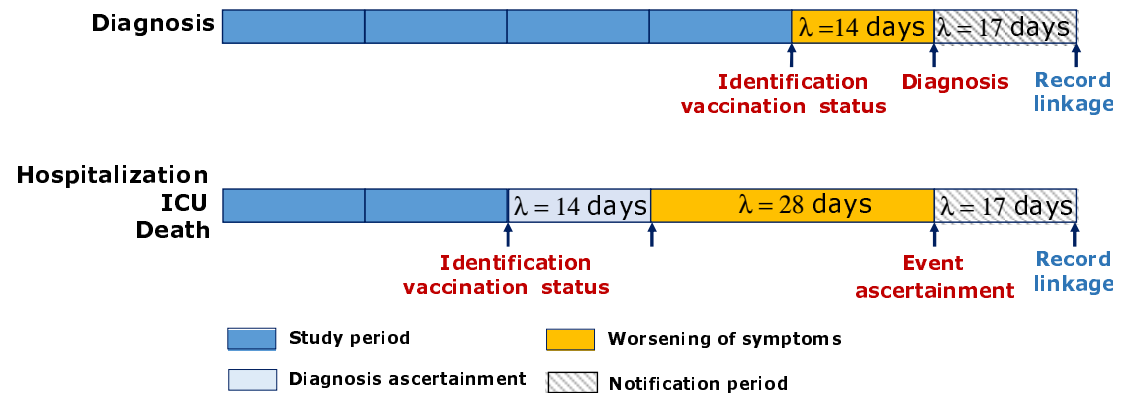 Diagnosis
λ =14 days
λ = 17 days
Identification
vaccination status
Diagnosis
Record
linkage
Hospitalization
ICU
Death
λ = 14 days
λ = 28 days
λ = 17 days
Identification
vaccination status
Event
ascertainment
Record
linkage
Study period
Worsening of symptoms
Diagnosis ascertainment
Notification period